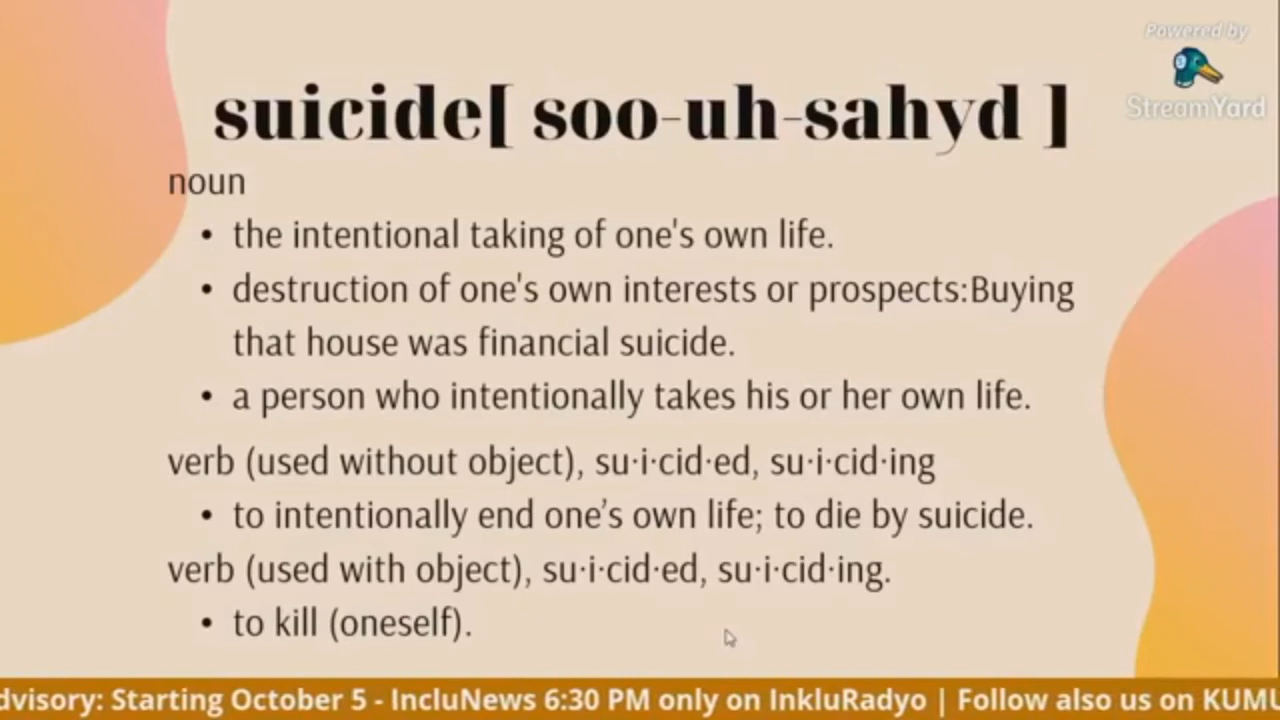 Powered by
StreamYard
suicide[ soo-uh-sahyd ]
noun
• the intentional taking of one's own life.
• destruction of one's own interests or prospects:Buying
that house was financial suicide.
• a person who intentionally takes his or her own life.
verb (used without object), su·i·cid·ed, su·i·cid·ing
• to intentionally end one’s own life; to die by suicide.
verb (used with object), su·i·cid·ed, su·i·cid·ing.
• to kill (oneself).
dvisory: Starting October 5 - IncluNews 6:30 PM only on InkluRadyo | Follow also us on KUMU